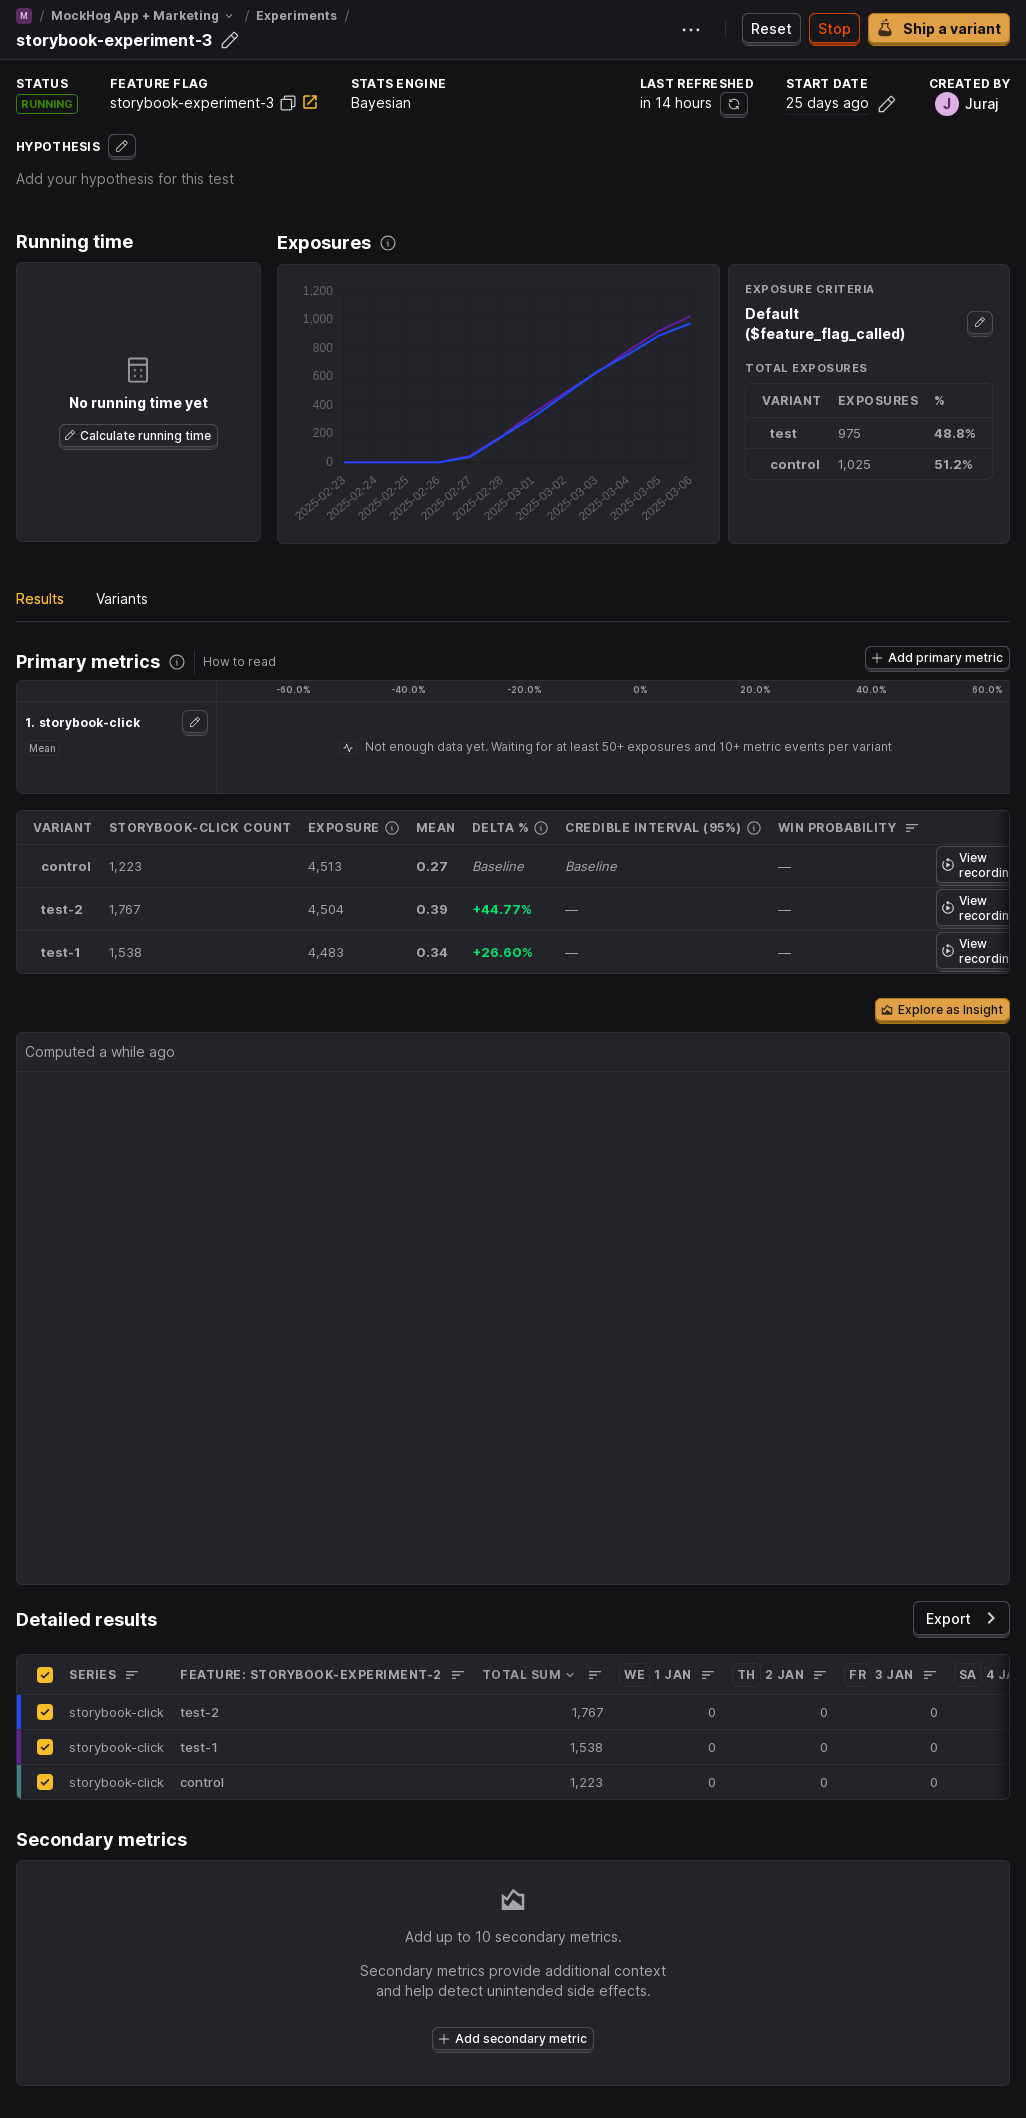 M / MockHog App + Marketing / Experiments /
storybook-experiment-3
Reset
Stop
Ship a variant
STATUS
RUNNING
FEATURE FLAG
storybook-experiment-3
STATS ENGINE
Bayesian
LAST REFRESHED
in 14 hours
START DATE
25 days ago
CREATED BY
J Juraj
HYPOTHESIS
Add your hypothesis for this test
Running time
No running time yet
Calculate running time
Exposures
1,200
1,000
800
600
400
200
0
2025-02-23
2025-02-24
2025-02-25
2025-02-26
2025-02-27
2025-02-28
2025-03-01
2025-03-02
2025-03-03
2025-03-04
2025-03-05
2025-03-06
EXPOSURE CRITERIA
Default
($feature_flag_called)
TOTAL EXPOSURES
VARIANT EXPOSURES %
test 975 48.8%
control 1,025 51.2%
Results Variants
Primary metrics How to read
Add primary metric
-60.0% -40.0% -20.0% 0% 20.0% 40.0% 60.0%
1. storybook-click
Mean
Not enough data yet. Waiting for at least 50+ exposures and 10+ metric events per variant
VARIANT STORYBOOK-CLICK COUNT EXPOSURE MEAN DELTA % CREDIBLE INTERVAL (95%) WIN PROBABILITY
control 1,223 4,513 0.27 Baseline Baseline —
View
recordin
test-2 1,767 4,504 0.39 +44.77% — —
View
recordin
test-1 1,538 4,483 0.34 +26.60% — —
View
recordin
Explore as Insight
Computed a while ago
Detailed results
Export
SERIES FEATURE: STORYBOOK-EXPERIMENT-2 TOTAL SUM WE 1 JAN TH 2 JAN FR 3 JAN SA 4 JA
storybook-click test-2 1,767 0 0 0
storybook-click test-1 1,538 0 0 0
storybook-click control 1,223 0 0 0
Secondary metrics
Add up to 10 secondary metrics.
Secondary metrics provide additional context
and help detect unintended side effects.
Add secondary metric